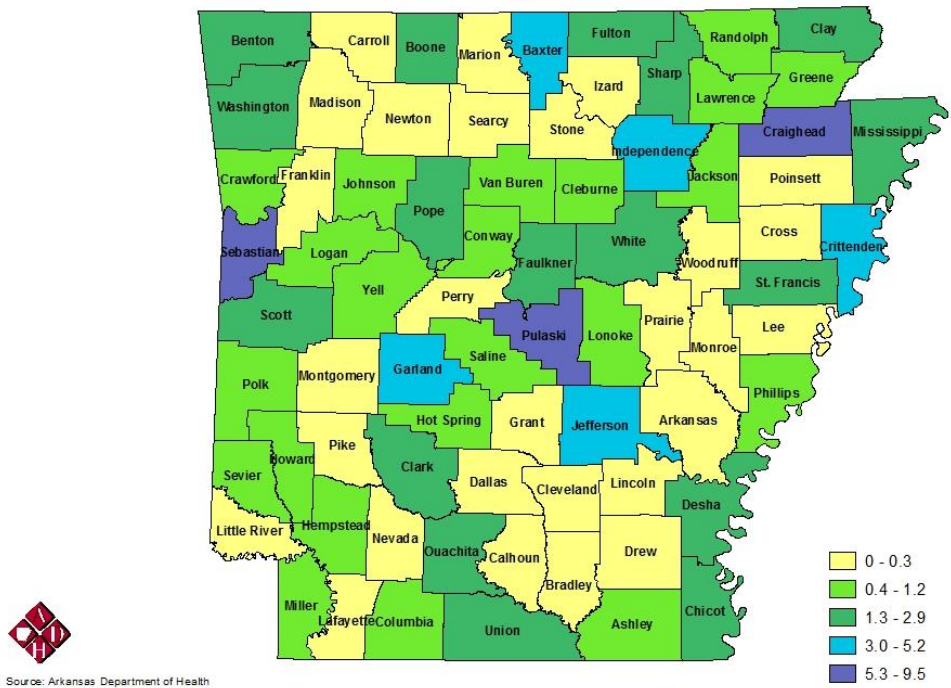 Benton
Carroll
Boone
Marion
Baxter
Fulton
Randolph
Clay
Sharp
Izard
Greene
Lawrence
Washington
Madison
Newton
Searcy
Stone
Independence
Craighead
Mississippi
Jackson
Poinsett
Crawford
Franklin
Johnson
Van Buren
Cleburne
Pope
Conway
White
Woodruff
Cross
Crittenden
Sebastian
Logan
Faulkner
St. Francis
Yell
Perry
Scott
Pulaski
Lonoke
Prairie
Monroe
Lee
Saline
Garland
Montgomery
Polk
Phillips
Hot Spring
Grant
Jefferson
Arkansas
Pike
Howard
Clark
Sevier
Dallas
Cleveland
Lincoln
Desha
Little River
Hempstead
Nevada
Ouachita
Calhoun
Bradley
Drew
Miller
Lafayette
Columbia
Union
Ashley
Chicot
0 - 0.3
0.4 - 1.2
1.3 - 2.9
3.0 - 5.2
5.3 - 9.5
A
D
H
Source: Arkansas Department of Health